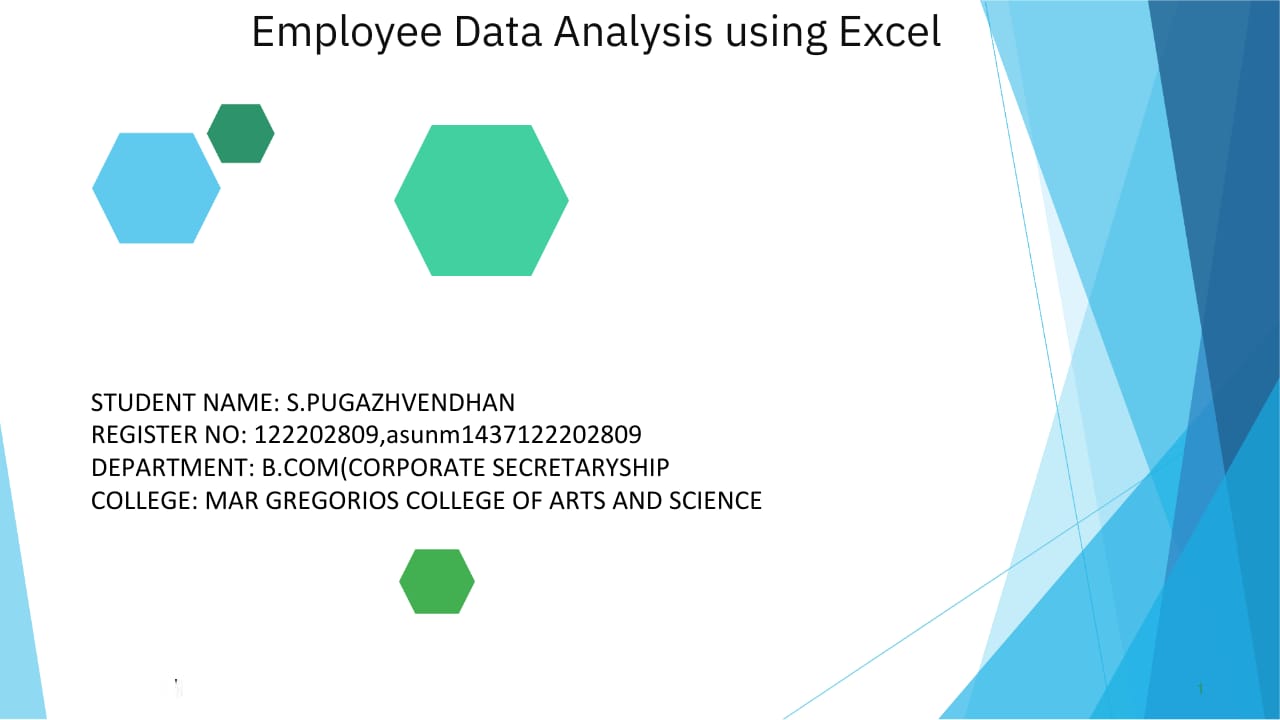 Employee Data Analysis using Excel
STUDENT NAME: S.PUGAZHVENDHAN
REGISTER NO: 122202809,asunm1437122202809
DEPARTMENT: B.COM(CORPORATE SECRETARYSHIP
COLLEGE: MAR GREGORIOS COLLEGE OF ARTS AND SCIENCE
1